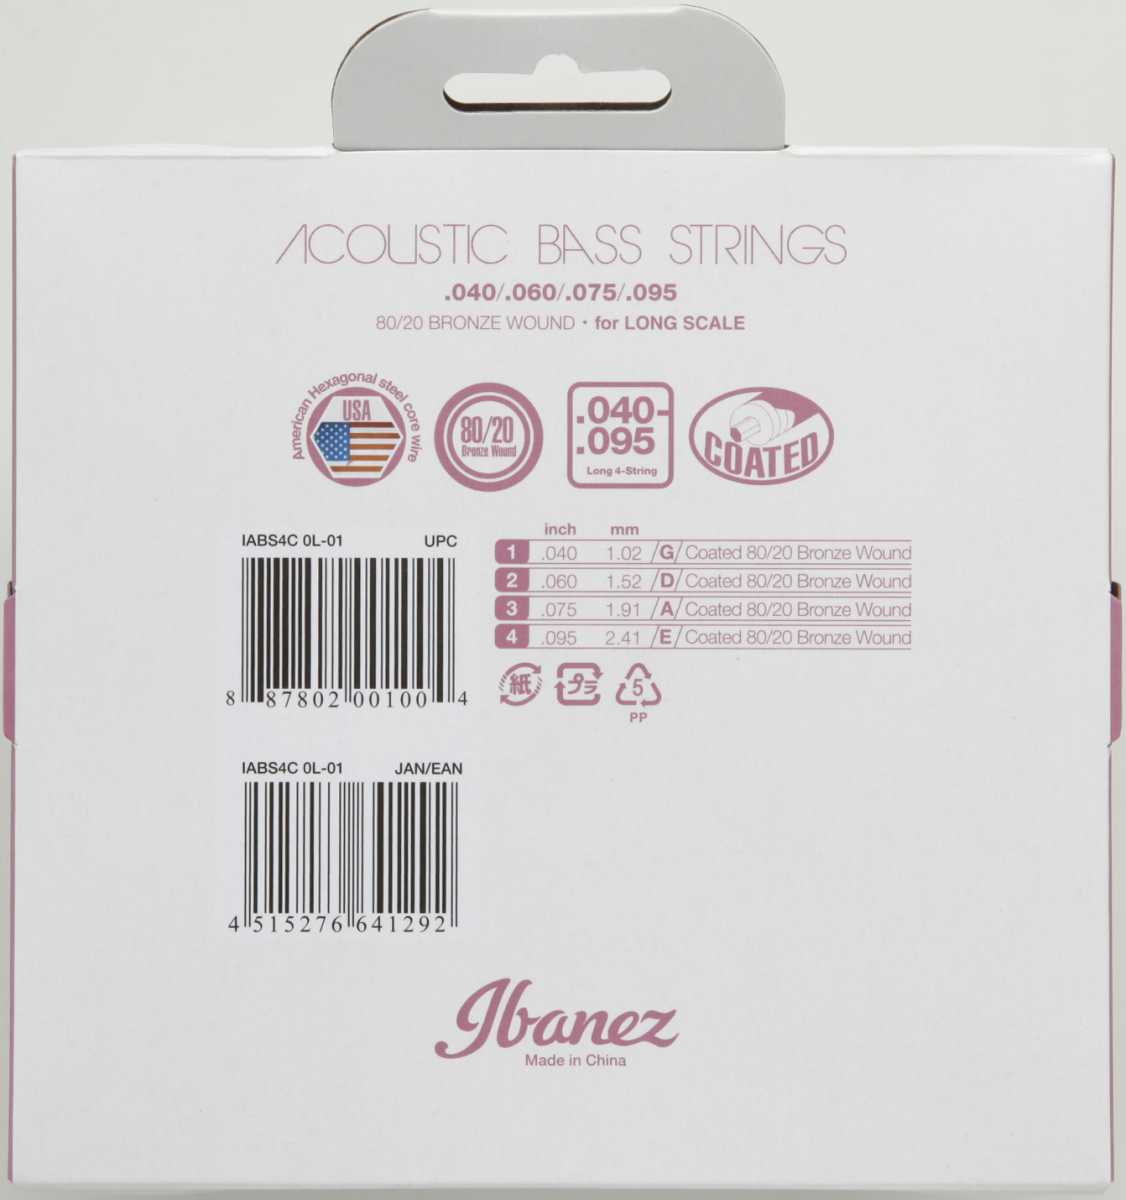 ACOUSTIC BASS STRINGS
.040/.060/.075/.095
80/20 BRONZE WOUND · for LONG SCALE
American Hexagonal steel core wire
USA
80/20
Bronze Wound
.040-
.095
Long 4-String
COATED
IABS4C 0L-01 UPC
8 87802 00100 4
inch mm
1 .040 1.02 /G/ Coated 80/20 Bronze Wound
2 .060 1.52 /D/ Coated 80/20 Bronze Wound
3 .075 1.91 /A/ Coated 80/20 Bronze Wound
4 .095 2.41 /E/ Coated 80/20 Bronze Wound
紙
プラ
5
PP
IABS4C 0L-01 JAN/EAN
4 515276 641292
Ibanez
Made in China